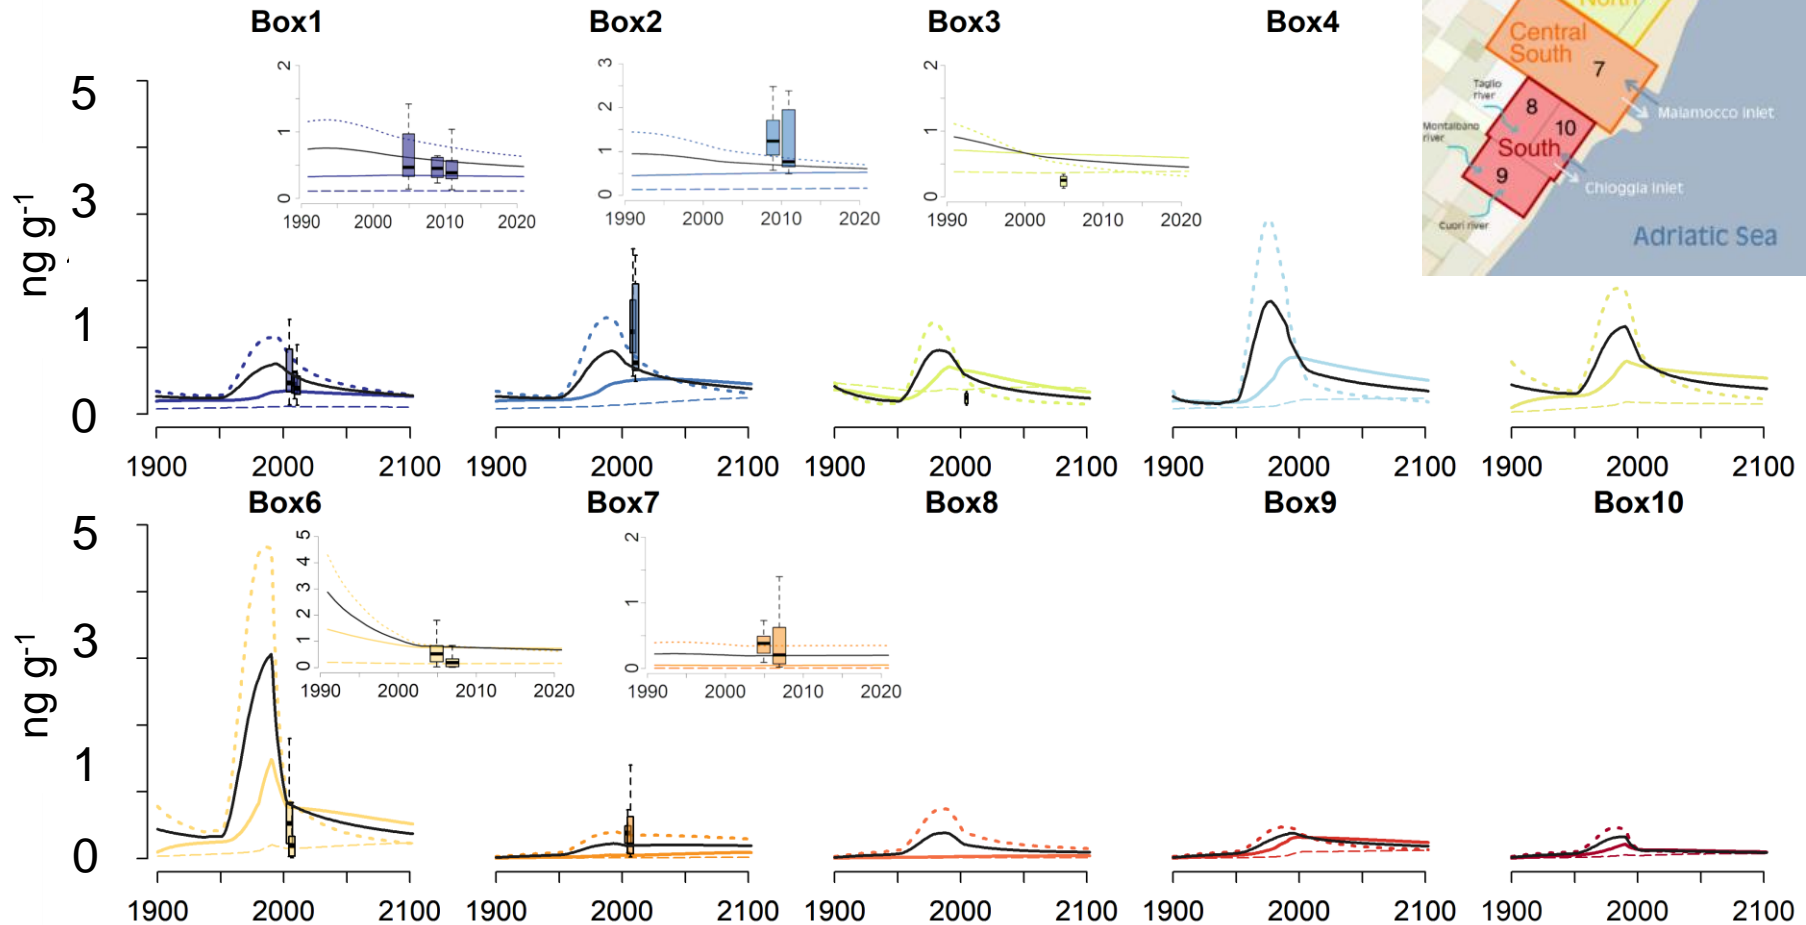 Box1 Box2 Box3 Box4
North
Central
South
7
Taglio
river
8
10
Malamocco inlet
Montalbano
river
South
9
Chioggia inlet
Cuori river
Adriatic Sea
ng g-1
5
3
1
0
2
1
0
1990 2000 2010 2020
3
2
1
0
1990 2000 2010 2020
2
1
0
1990 2000 2010 2020
1900 2000 2100 1900 2000 2100 1900 2000 2100 1900 2000 2100 1900 2000 2100
Box6 Box7 Box8 Box9 Box10
ng g-1
5
3
1
0
5
4
3
2
1
0
1990 2000 2010 2020
2
1
0
1990 2000 2010 2020
1900 2000 2100 1900 2000 2100 1900 2000 2100 1900 2000 2100 1900 2000 2100